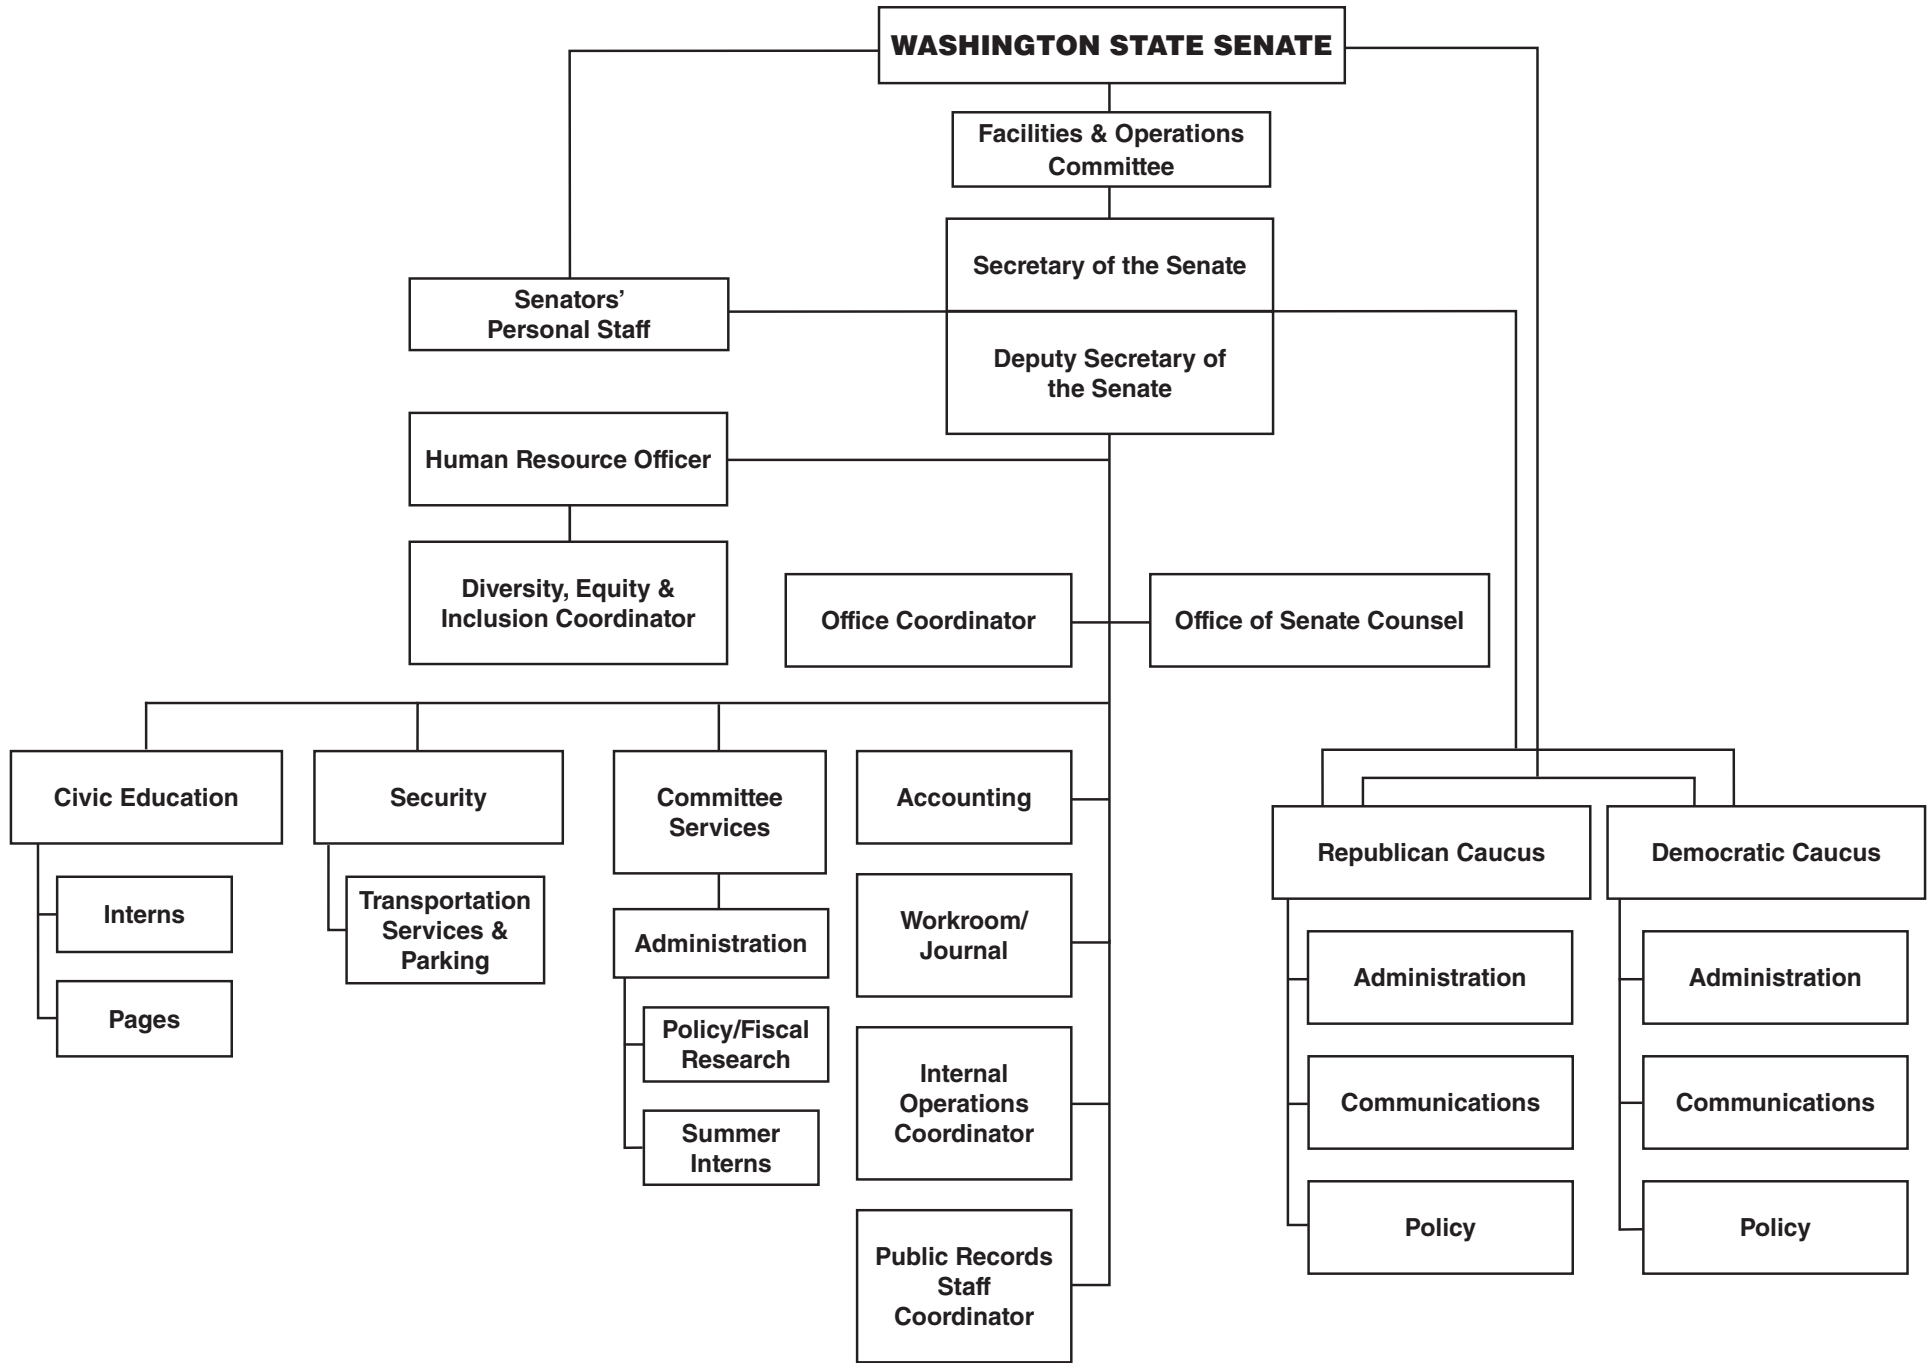 WASHINGTON STATE SENATE
Facilities & Operations
Committee
Secretary of the Senate
Senators’
Personal Staff
Deputy Secretary of
the Senate
Human Resource Officer
Diversity, Equity &
Inclusion Coordinator
Office Coordinator
Office of Senate Counsel
Civic Education
Interns
Pages
Security
Transportation
Services &
Parking
Committee
Services
Administration
Policy/Fiscal
Research
Summer
Interns
Accounting
Workroom/
Journal
Internal
Operations
Coordinator
Public Records
Staff
Coordinator
Republican Caucus
Administration
Communications
Policy
Democratic Caucus
Administration
Communications
Policy